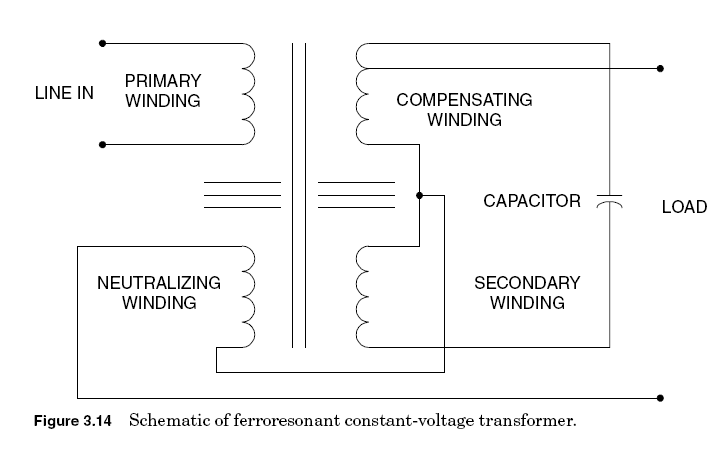 LINE IN
PRIMARY
WINDING
COMPENSATING
WINDING
CAPACITOR
LOAD
NEUTRALIZING
WINDING
SECONDARY
WINDING
Figure 3.14 Schematic of ferroresonant constant-voltage transformer.